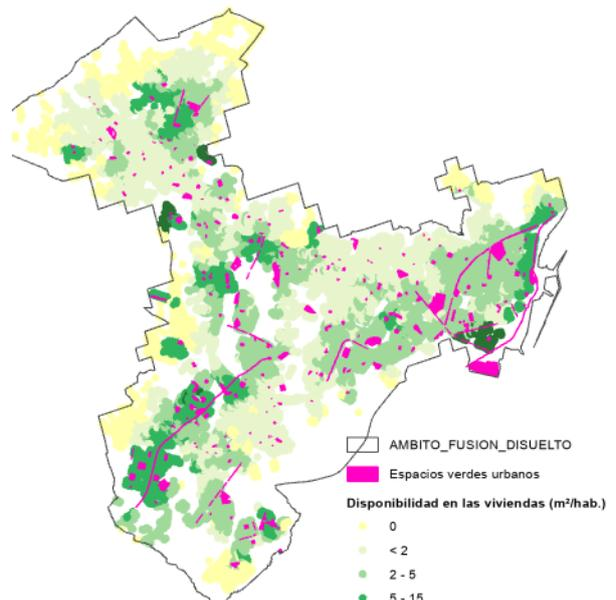 AMBITO_FUSION_DISUELTO
Espacios verdes urbanos
Disponibilidad en las viviendas (m²/hab.)
0
< 2
2 - 5
5 - 15